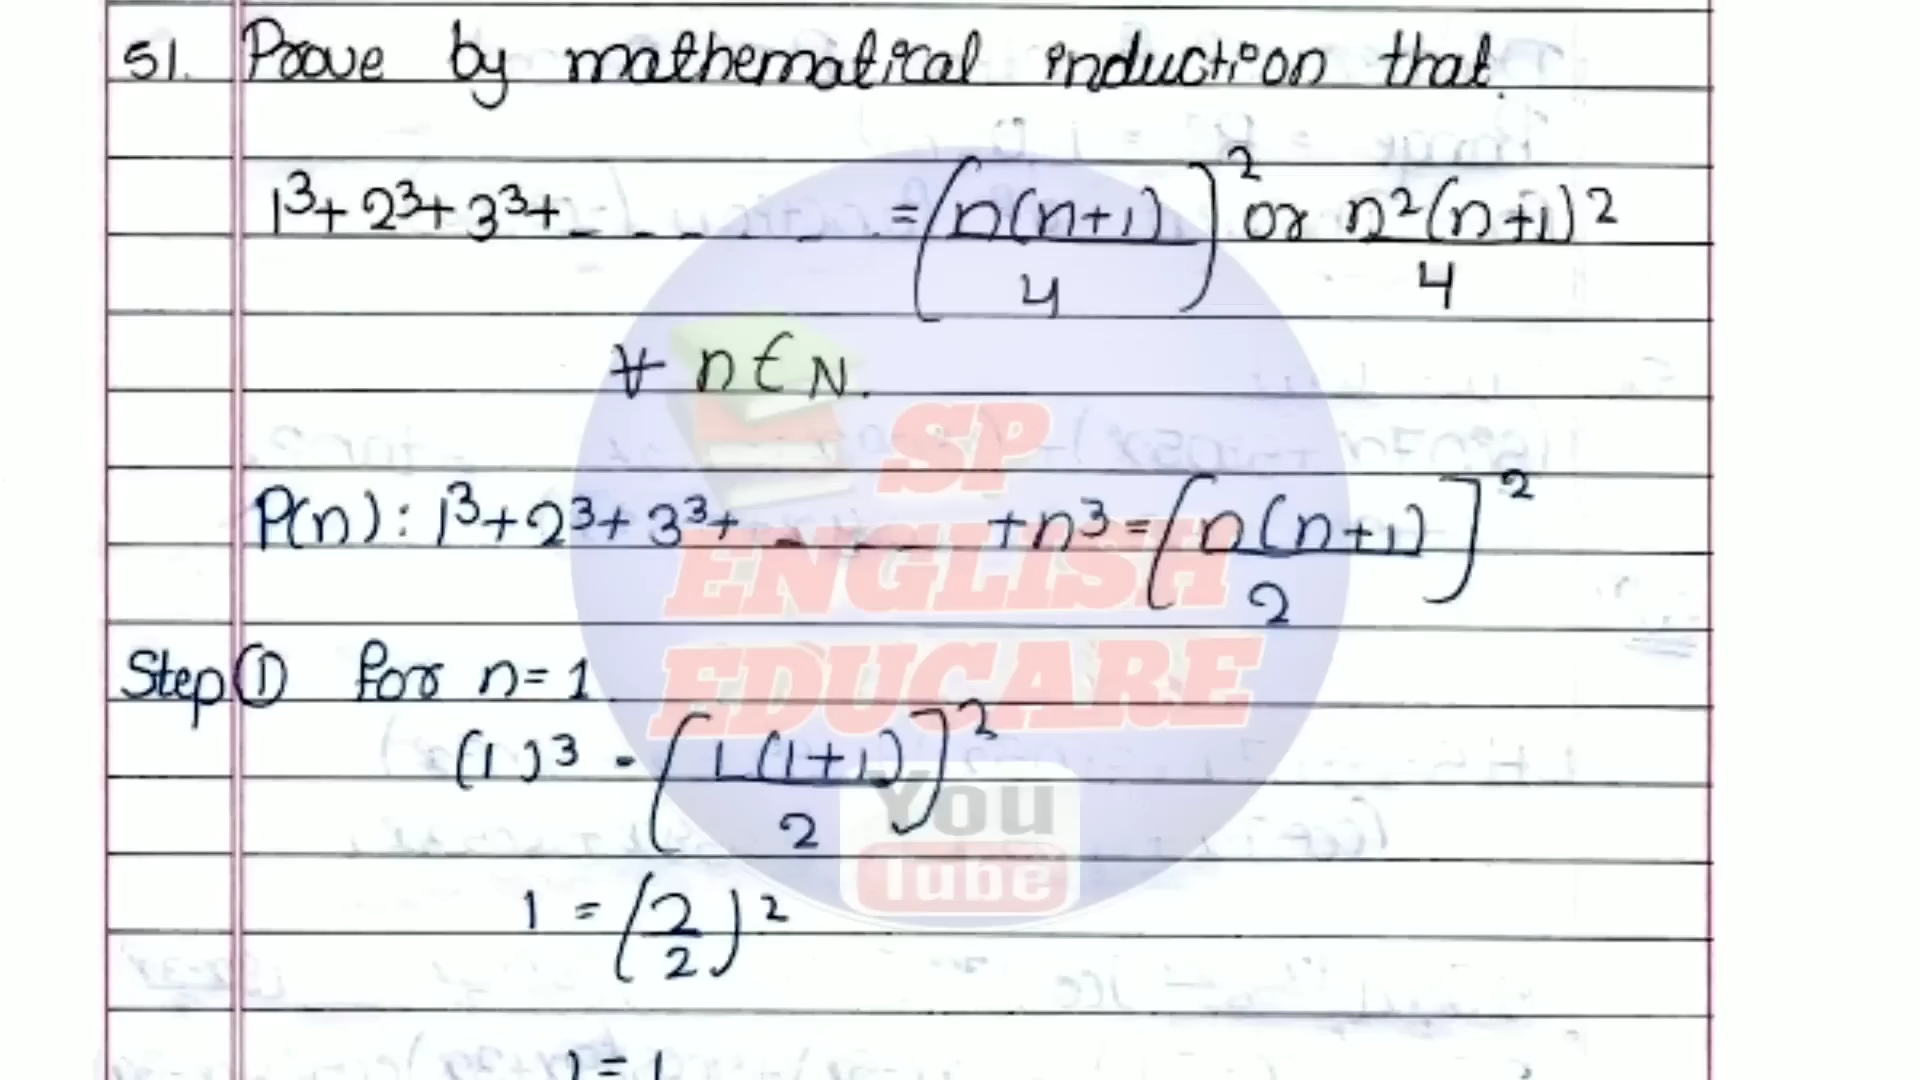 51. Prove by mathematical induction that.
1³+2³+3³+ _ _ _ _ _ _ = (n(n+1)/4)² or n²(n+1)²/4
∀ n ∈ N.
P(n): 1³+2³+3³+ _ _ _ _ +n³ = [n(n+1)/2]²
Step ① for n=1.
(1)³ = [1(1+1)/2]²
1 = (2/2)²
1 = 1
SP
ENGLISH
EDUCARE
You
Tube